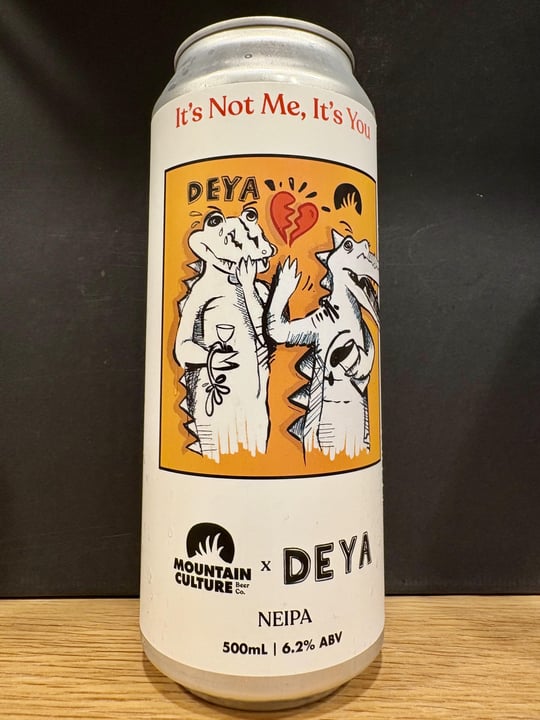 It's Not Me, It's You
DEYA
MOUNTAIN
CULTURE Beer Co.
x
DEYA
NEIPA
500mL | 6.2% ABV